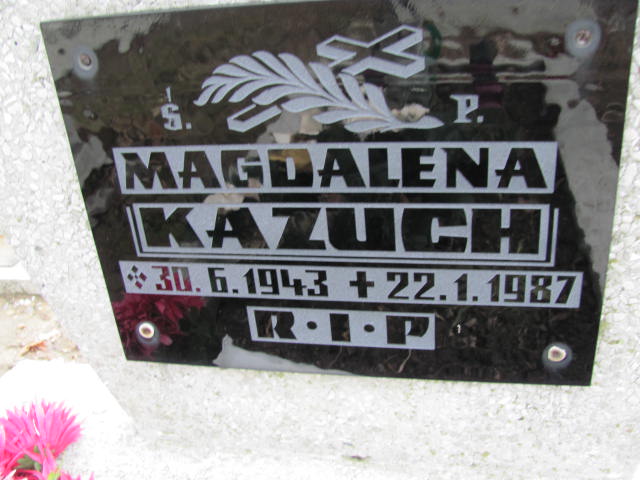 Ś. P.
MAGDALENA
KAZUCH
30. 6.1943 + 22.1.1987
R·I·P